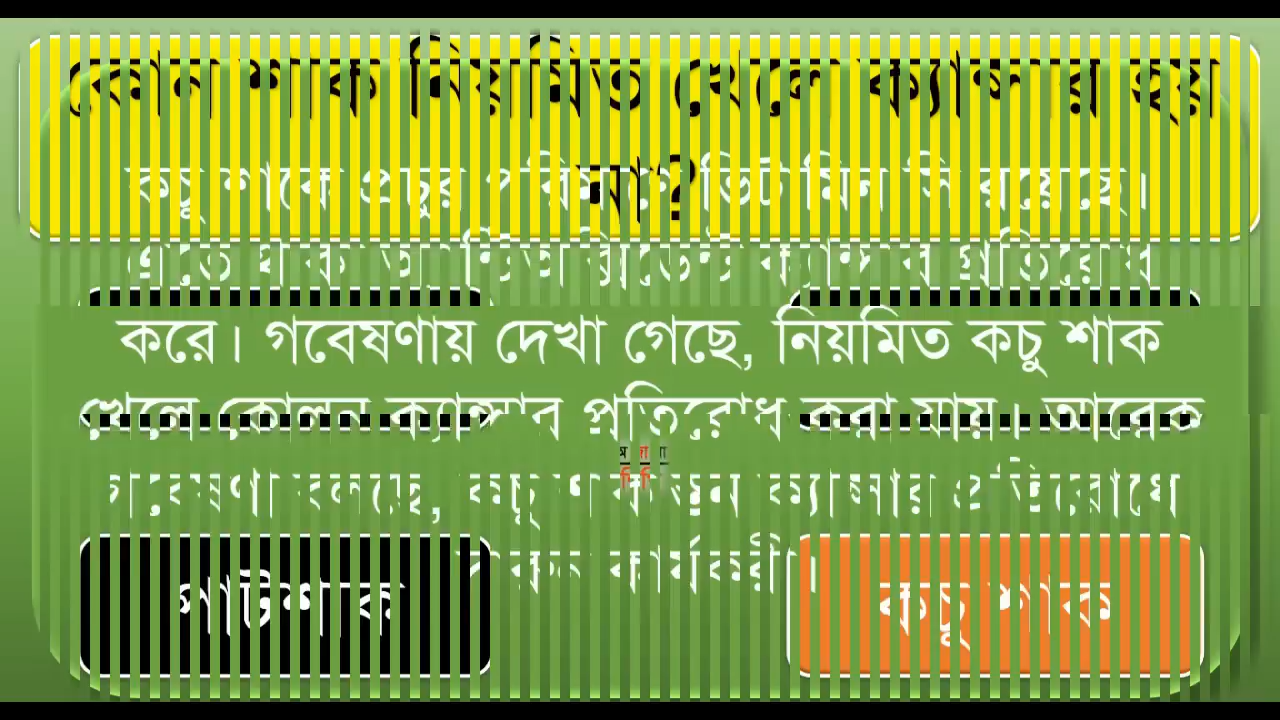 কোন শাক নিয়মিত খেলে ক্যান্সার হয়
না?
কচু শাকে প্রচুর পরিমাণে ভিটামিন সি রয়েছে।
এতে থাকা অ্যান্টিঅক্সিডেন্ট ক্যান্সার প্রতিরোধ
করে। গবেষণায় দেখা গেছে, নিয়মিত কচু শাক
খেলে কোলন ক্যান্সার প্রতিরোধ করা যায়। আরেক
গবেষণা বলছে, কচু শাক স্তন ক্যান্সার প্রতিরোধে
কার্যকরী।
পাটশাক
কচু শাক